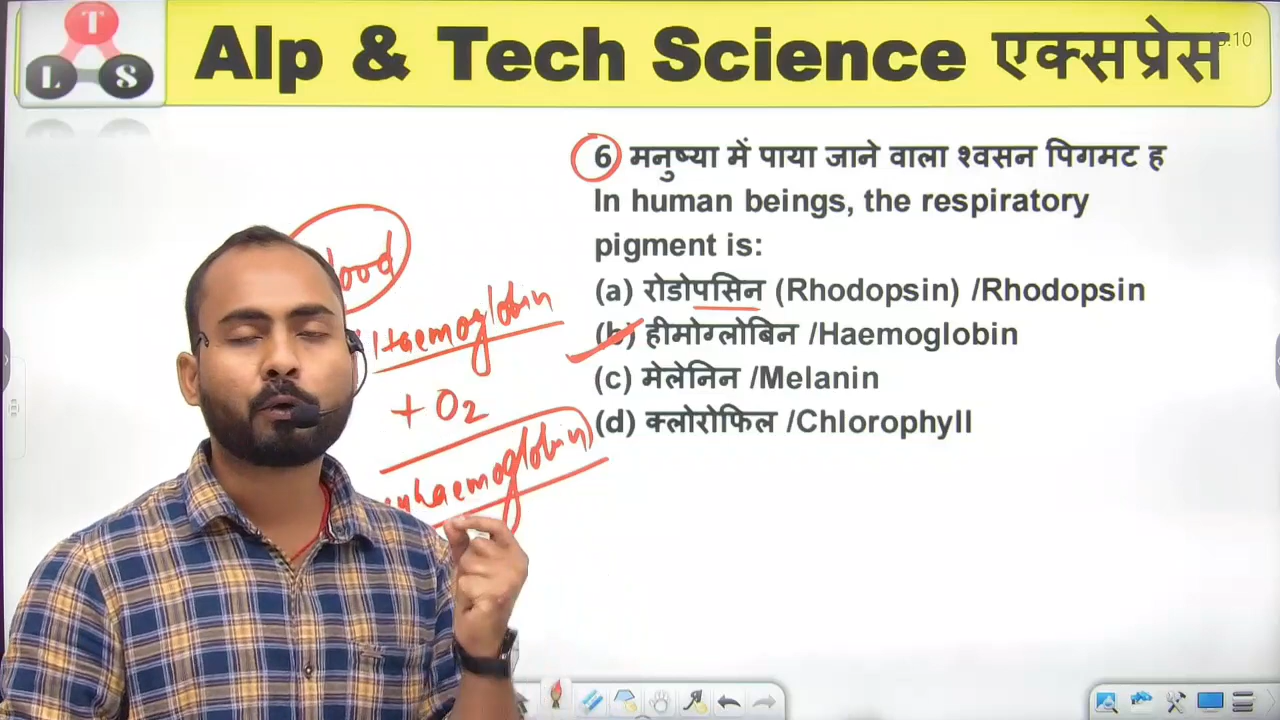 T
L S
Alp & Tech Science एक्सप्रेस
6 मनुष्या में पाया जाने वाला श्वसन पिगमट ह
In human beings, the respiratory
pigment is:
(a) रोडोपसिन (Rhodopsin) /Rhodopsin
(b) हीमोग्लोबिन /Haemoglobin
(c) मेलेनिन /Melanin
(d) क्लोरोफिल /Chlorophyll
Haemoglobin
+ O2